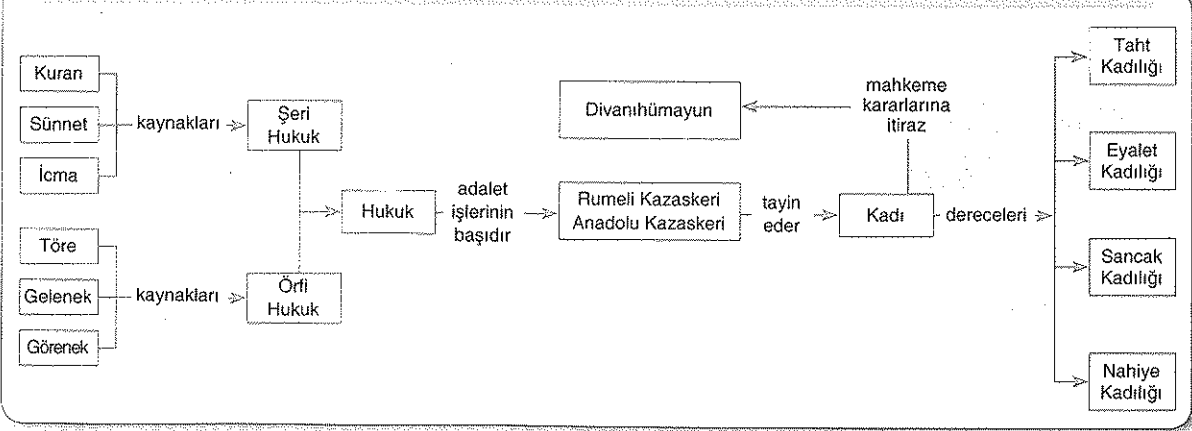 Kuran
Sünnet
İcma
kaynakları
Şeri
Hukuk
Töre
Gelenek
Görenek
kaynakları
Örfi
Hukuk
Hukuk
adalet
işlerinin
başıdır
Divanıhümayun
mahkeme
kararlarına
itiraz
Rumeli Kazaskeri
Anadolu Kazaskeri
tayin
eder
Kadı
dereceleri
Taht
Kadılığı
Eyalet
Kadılığı
Sancak
Kadılığı
Nahiye
Kadılığı